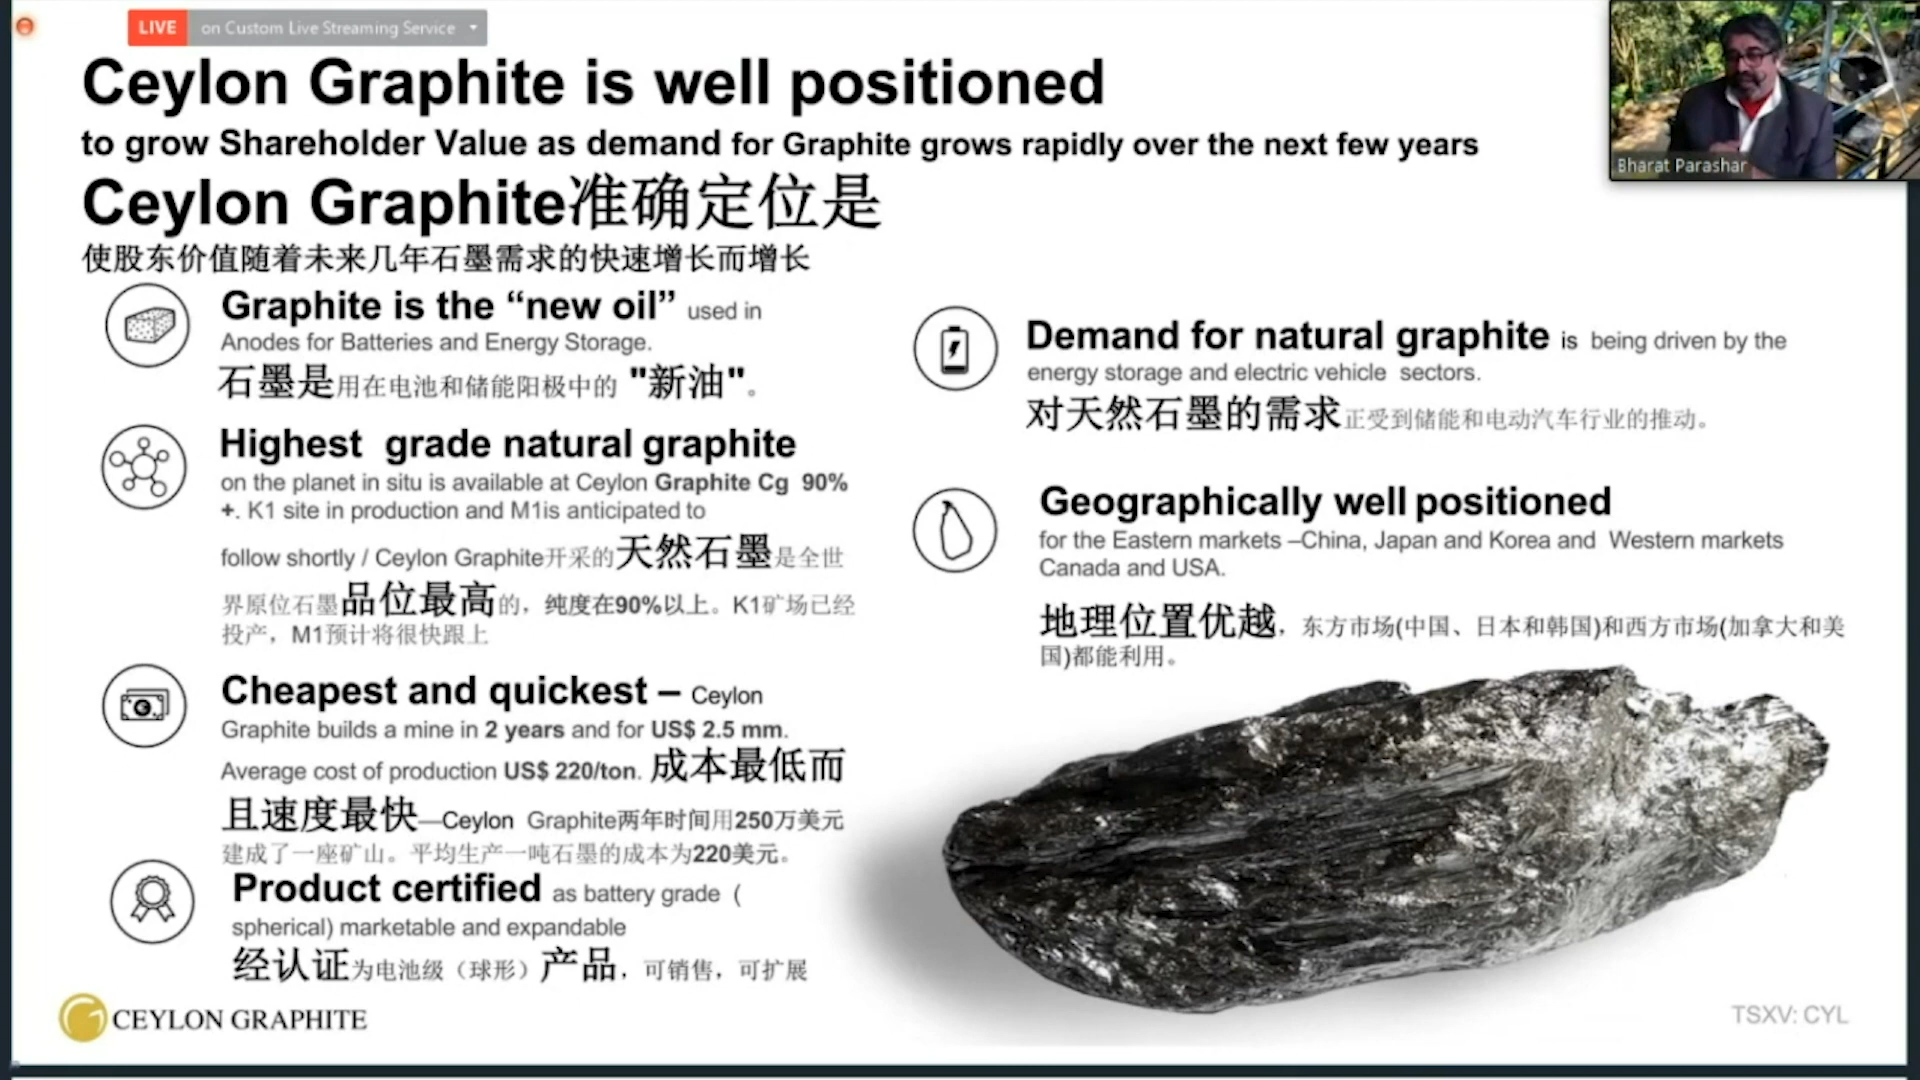 LIVE on Custom Live Streaming Service
Ceylon Graphite is well positioned
to grow Shareholder Value as demand for Graphite grows rapidly over the next few years
Ceylon Graphite准确定位是
使股东价值随着未来几年石墨需求的快速增长而增长
Bharat Parashar
Graphite is the “new oil” used in
Anodes for Batteries and Energy Storage.
石墨是用在电池和储能阳极中的 "新油"。
Highest grade natural graphite
on the planet in situ is available at Ceylon Graphite Cg 90%
+. K1 site in production and M1is anticipated to
follow shortly / Ceylon Graphite开采的天然石墨是全世
界原位石墨品位最高的，纯度在90%以上。K1矿场已经
投产，M1预计将很快跟上
Cheapest and quickest – Ceylon
Graphite builds a mine in 2 years and for US$ 2.5 mm.
Average cost of production US$ 220/ton. 成本最低而
且速度最快—Ceylon Graphite两年时间用250万美元
建成了一座矿山。平均生产一吨石墨的成本为220美元。
Product certified as battery grade (
spherical) marketable and expandable
经认证为电池级（球形）产品，可销售，可扩展
Demand for natural graphite is being driven by the
energy storage and electric vehicle sectors.
对天然石墨的需求正受到储能和电动汽车行业的推动。
Geographically well positioned
for the Eastern markets –China, Japan and Korea and Western markets
Canada and USA.
地理位置优越，东方市场(中国、日本和韩国)和西方市场(加拿大和美
国)都能利用。
CEYLON GRAPHITE
TSXV: CYL